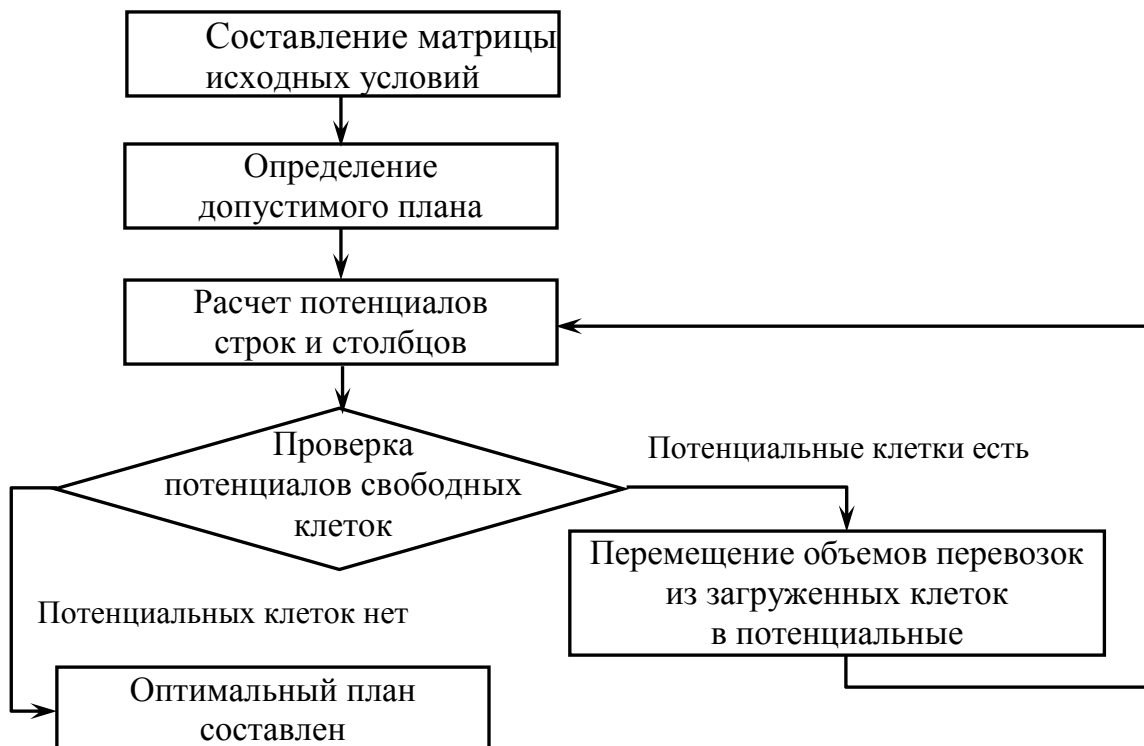 Составление матрицы
исходных условий
Определение
допустимого плана
Расчет потенциалов
строк и столбцов
Проверка
потенциалов свободных
клеток
Потенциальные клетки есть
Перемещение объемов перевозок
из загруженных клеток
в потенциальные
Потенциальных клеток нет
Оптимальный план
составлен